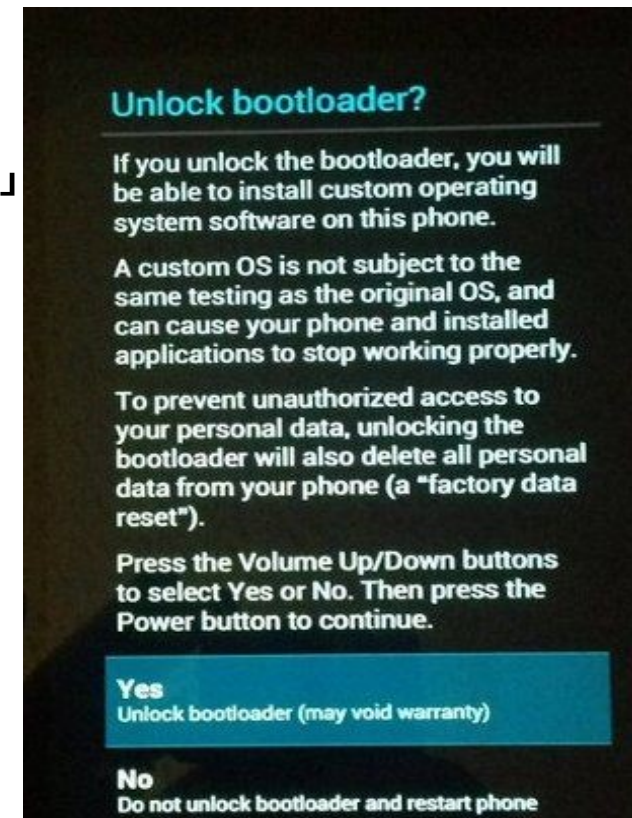 Unlock bootloader?
If you unlock the bootloader, you will
be able to install custom operating
system software on this phone.
A custom OS is not subject to the
same testing as the original OS, and
can cause your phone and installed
applications to stop working properly.
To prevent unauthorized access to
your personal data, unlocking the
bootloader will also delete all personal
data from your phone (a "factory data
reset").
Press the Volume Up/Down buttons
to select Yes or No. Then press the
Power button to continue.
Yes
Unlock bootloader (may void warranty)
No
Do not unlock bootloader and restart phone